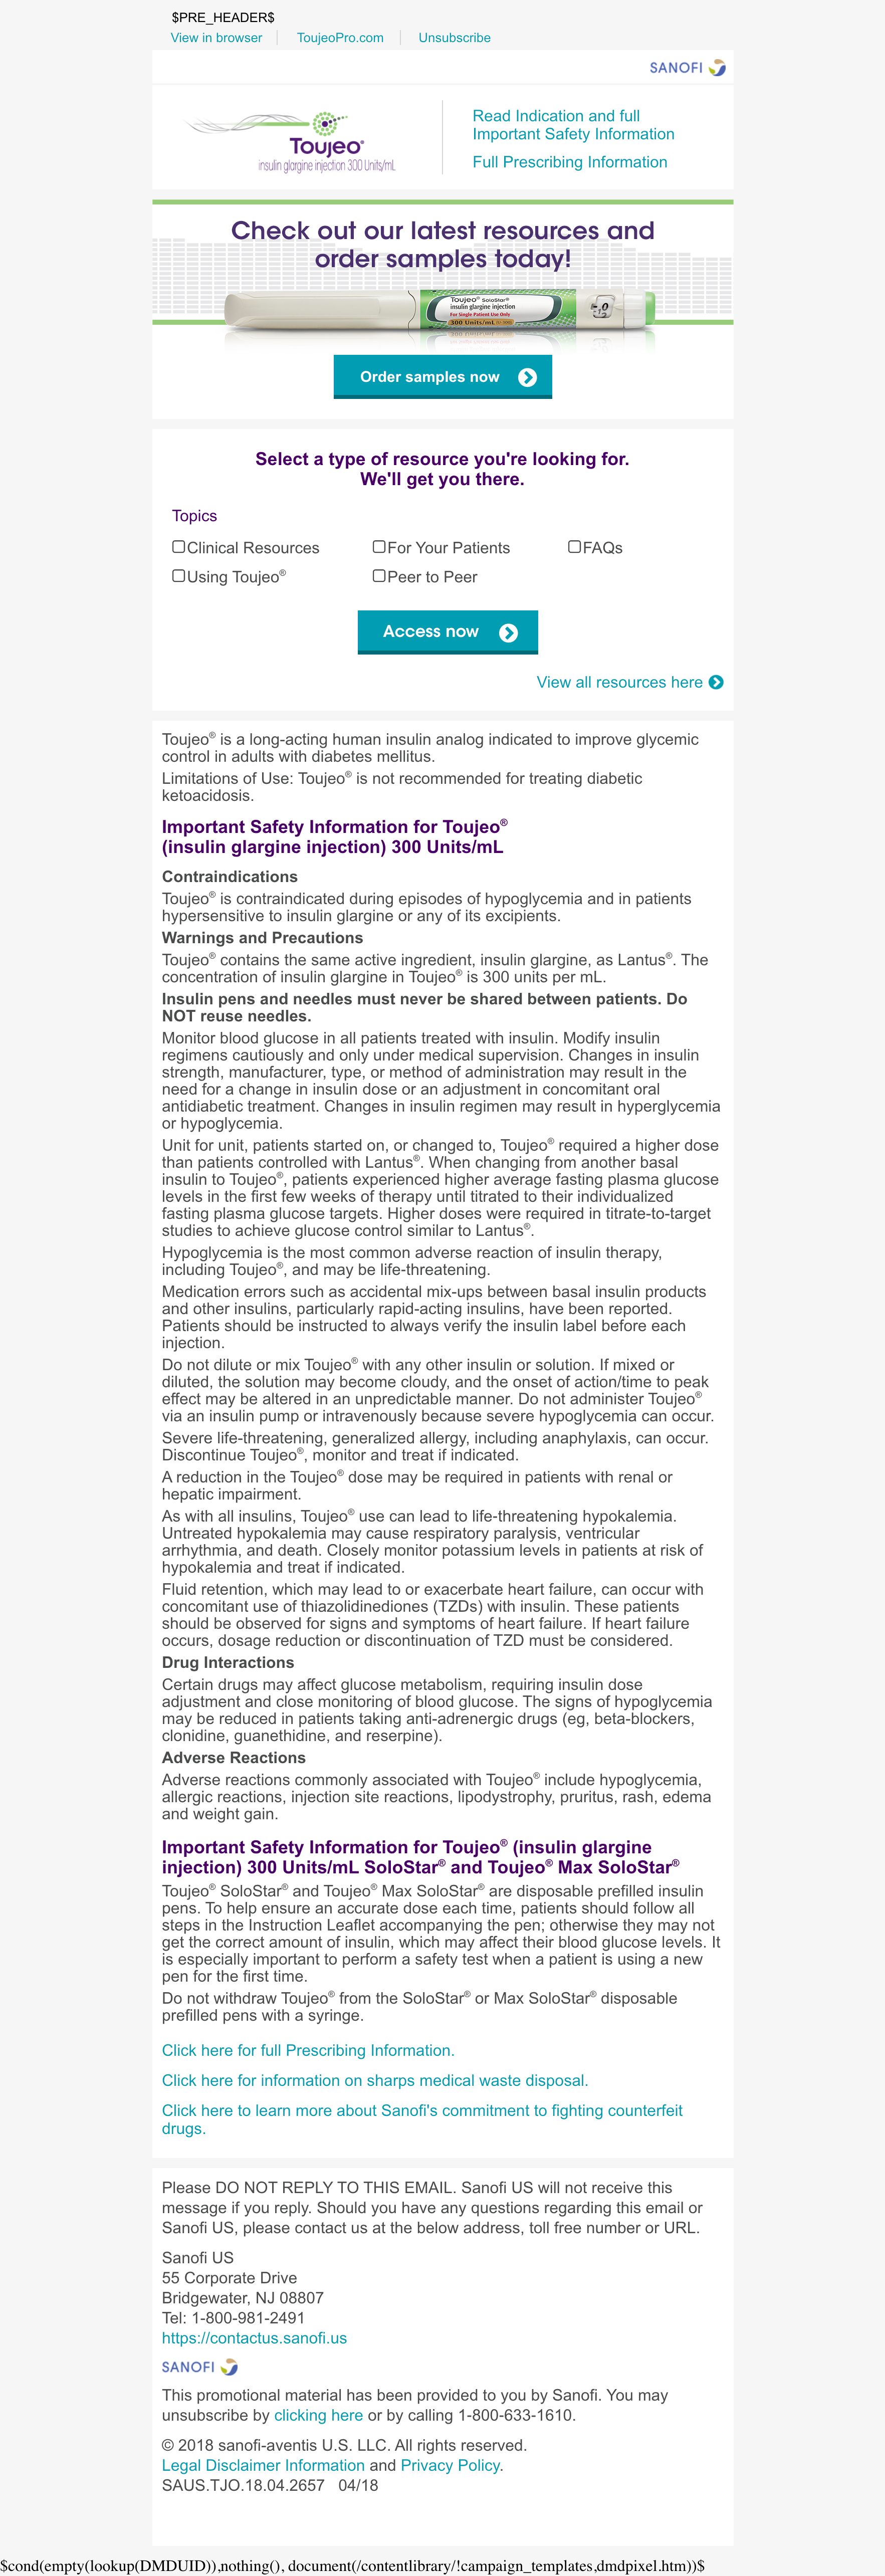 $PRE_HEADER$
View in browser
ToujeoPro.com
Unsubscribe
SANOFI
Toujeo®
insulin glargine injection 300 Units/mL
Read Indication and full
Important Safety Information
Full Prescribing Information
Check out our latest resources and
order samples today!
Toujeo® SoloStar®
insulin glargine injection
For Single Patient Use Only
300 Units/mL
Order samples now
Select a type of resource you're looking for.
We'll get you there.
Topics
Clinical Resources
For Your Patients
FAQs
Using Toujeo®
Peer to Peer
Access now
View all resources here
Toujeo® is a long-acting human insulin analog indicated to improve glycemic
control in adults with diabetes mellitus.
Limitations of Use: Toujeo® is not recommended for treating diabetic
ketoacidosis.
Important Safety Information for Toujeo®
(insulin glargine injection) 300 Units/mL
Contraindications
Toujeo® is contraindicated during episodes of hypoglycemia and in patients
hypersensitive to insulin glargine or any of its excipients.
Warnings and Precautions
Toujeo® contains the same active ingredient, insulin glargine, as Lantus®. The
concentration of insulin glargine in Toujeo® is 300 units per mL.
Insulin pens and needles must never be shared between patients. Do
NOT reuse needles.
Monitor blood glucose in all patients treated with insulin. Modify insulin
regimens cautiously and only under medical supervision. Changes in insulin
strength, manufacturer, type, or method of administration may result in the
need for a change in insulin dose or an adjustment in concomitant oral
antidiabetic treatment. Changes in insulin regimen may result in hyperglycemia
or hypoglycemia.
Unit for unit, patients started on, or changed to, Toujeo® required a higher dose
than patients controlled with Lantus®. When changing from another basal
insulin to Toujeo®, patients experienced higher average fasting plasma glucose
levels in the first few weeks of therapy until titrated to their individualized
fasting plasma glucose targets. Higher doses were required in titrate-to-target
studies to achieve glucose control similar to Lantus®.
Hypoglycemia is the most common adverse reaction of insulin therapy,
including Toujeo®, and may be life-threatening.
Medication errors such as accidental mix-ups between basal insulin products
and other insulins, particularly rapid-acting insulins, have been reported.
Patients should be instructed to always verify the insulin label before each
injection.
Do not dilute or mix Toujeo® with any other insulin or solution. If mixed or
diluted, the solution may become cloudy, and the onset of action/time to peak
effect may be altered in an unpredictable manner. Do not administer Toujeo®
via an insulin pump or intravenously because severe hypoglycemia can occur.
Severe life-threatening, generalized allergy, including anaphylaxis, can occur.
Discontinue Toujeo®, monitor and treat if indicated.
A reduction in the Toujeo® dose may be required in patients with renal or
hepatic impairment.
As with all insulins, Toujeo® use can lead to life-threatening hypokalemia.
Untreated hypokalemia may cause respiratory paralysis, ventricular
arrhythmia, and death. Closely monitor potassium levels in patients at risk of
hypokalemia and treat if indicated.
Fluid retention, which may lead to or exacerbate heart failure, can occur with
concomitant use of thiazolidinediones (TZDs) with insulin. These patients
should be observed for signs and symptoms of heart failure. If heart failure
occurs, dosage reduction or discontinuation of TZD must be considered.
Drug Interactions
Certain drugs may affect glucose metabolism, requiring insulin dose
adjustment and close monitoring of blood glucose. The signs of hypoglycemia
may be reduced in patients taking anti-adrenergic drugs (eg, beta-blockers,
clonidine, guanethidine, and reserpine).
Adverse Reactions
Adverse reactions commonly associated with Toujeo® include hypoglycemia,
allergic reactions, injection site reactions, lipodystrophy, pruritus, rash, edema
and weight gain.
Important Safety Information for Toujeo® (insulin glargine
injection) 300 Units/mL SoloStar® and Toujeo® Max SoloStar®
Toujeo® SoloStar® and Toujeo® Max SoloStar® are disposable prefilled insulin
pens. To help ensure an accurate dose each time, patients should follow all
steps in the Instruction Leaflet accompanying the pen; otherwise they may not
get the correct amount of insulin, which may affect their blood glucose levels. It
is especially important to perform a safety test when a patient is using a new
pen for the first time.
Do not withdraw Toujeo® from the SoloStar® or Max SoloStar® disposable
prefilled pens with a syringe.
Click here for full Prescribing Information.
Click here for information on sharps medical waste disposal.
Click here to learn more about Sanofi's commitment to fighting counterfeit
drugs.
Please DO NOT REPLY TO THIS EMAIL. Sanofi US will not receive this
message if you reply. Should you have any questions regarding this email or
Sanofi US, please contact us at the below address, toll free number or URL.
Sanofi US
55 Corporate Drive
Bridgewater, NJ 08807
Tel: 1-800-981-2491
https://contactus.sanofi.us
SANOFI
This promotional material has been provided to you by Sanofi. You may
unsubscribe by clicking here or by calling 1-800-633-1610.
© 2018 sanofi-aventis U.S. LLC. All rights reserved.
Legal Disclaimer Information and Privacy Policy.
SAUS.TJO.18.04.2657 04/18
$cond(empty(lookup(DMDUID)),nothing(), document(/contentlibrary/!campaign_templates,dmdpixel.htm))$